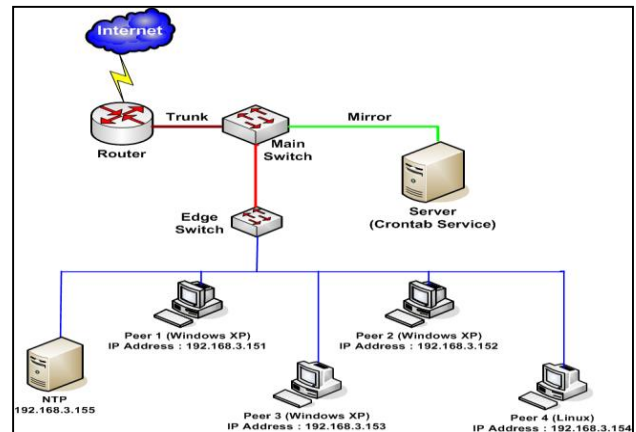 Internet
Trunk
Mirror
Router
Main
Switch
Server
(Crontab Service)
Edge
Switch
Peer 1 (Windows XP)
IP Address : 192.168.3.151
Peer 2 (Windows XP)
IP Address : 192.168.3.152
NTP
192.168.3.155
Peer 3 (Windows XP)
IP Address : 192.168.3.153
Peer 4 (Linux)
IP Address : 192.168.3.154